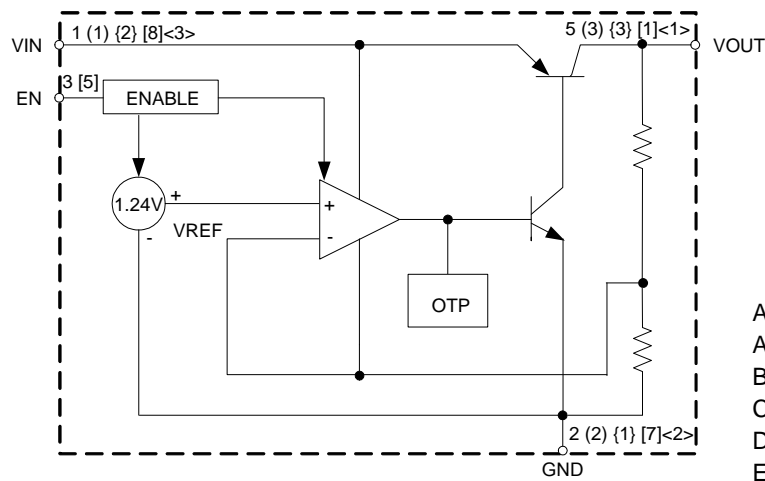 1 (1) {2} [8]<3>
5 (3) {3} [1]<1>
VIN
VOUT
3 [5]
EN
ENABLE
1.24V
+
-
VREF
+
-
OTP
A
A
B
C
D
E
2 (2) {1} [7]<2>
GND